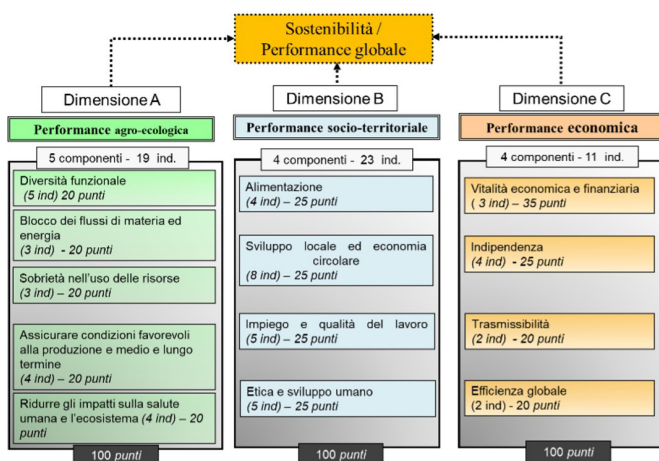 Sostenibilità /
Performance globale
Dimensione A
Performance agro-ecologica
5 componenti - 19 ind.
Diversità funzionale
(5 ind) 20 punti
Blocco dei flussi di materia ed
energia
(3 ind) - 20 punti
Sobrietà nell'uso delle risorse
(3 ind) – 20 punti
Assicurare condizioni favorevoli
alla produzione e medio e lungo
termine
(4 ind) – 20 punti
Ridurre gli impatti sulla salute
umana e l'ecosistema (4 ind) – 20
punti
100 punti
Dimensione B
Performance socio-territoriale
4 componenti - 23 ind.
Alimentazione
(4 ind) – 25 punti
Sviluppo locale ed economia
circolare
(8 ind) – 25 punti
Impiego e qualità del lavoro
(5 ind) – 25 punti
Etica e sviluppo umano
(5 ind) – 25 punti
100 punti
Dimensione C
Performance economica
4 componenti - 11 ind.
Vitalità economica e finanziaria
( 3 ind) – 35 punti
Indipendenza
(4 ind) - 25 punti
Trasmissibilità
(2 ind) - 20 punti
Efficienza globale
(2 ind) - 20 punti
100 punti